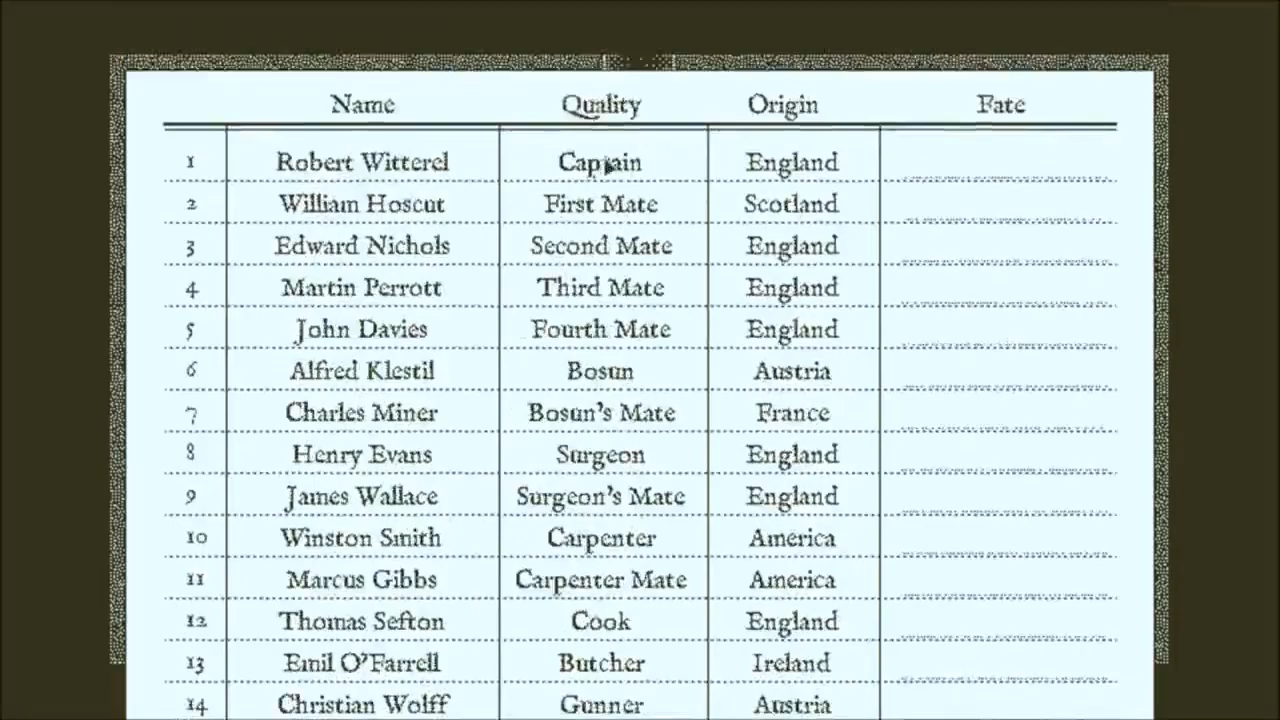 Name Quality Origin Fate
1 Robert Witterel Captain England
2 William Hoscut First Mate Scotland
3 Edward Nichols Second Mate England
4 Martin Perrott Third Mate England
5 John Davies Fourth Mate England
6 Alfred Klestil Bosun Austria
7 Charles Miner Bosun's Mate France
8 Henry Evans Surgeon England
9 James Wallace Surgeon's Mate England
10 Winston Smith Carpenter America
11 Marcus Gibbs Carpenter Mate America
12 Thomas Sefton Cook England
13 Emil O'Farrell Butcher Ireland
14 Christian Wolff Gunner Austria